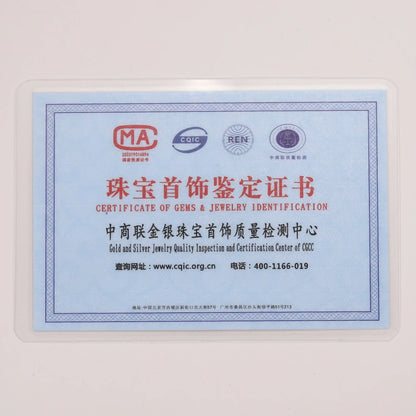 MA
CQIC
REN
珠宝首饰鉴定证书
CERTIFICATE OF GEMS & JEWELRY IDENTIFICATION
中商联金银珠宝首饰质量检测中心
Gold and Silver Jewelry Quality Inspection and Certification Center of CGCC
查询网址:www.cqic.org.cn 电话:400-1166-019